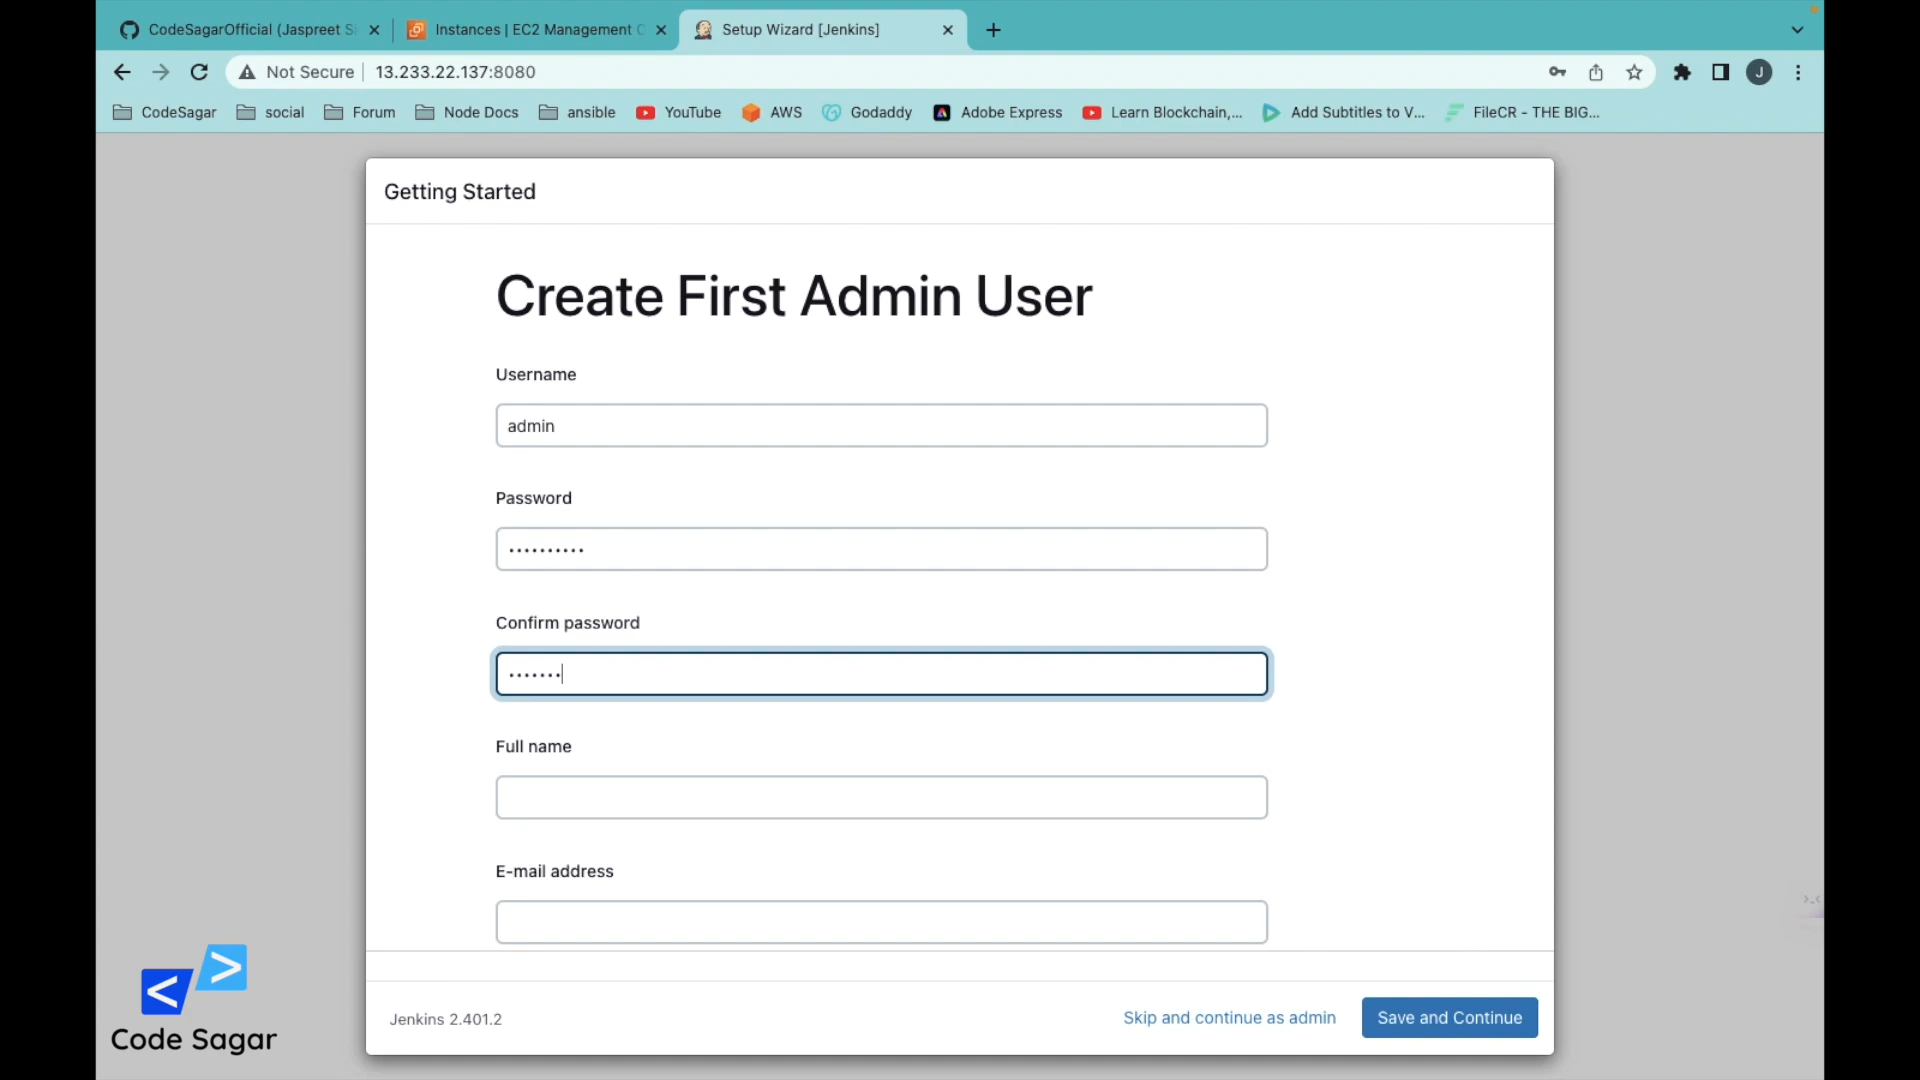 CodeSagarOfficial (Jaspreet Si
Instances | EC2 Management C
Setup Wizard [Jenkins]
Not Secure
13.233.22.137:8080
J
CodeSagar
social
Forum
Node Docs
ansible
YouTube
AWS
Godaddy
Adobe Express
Learn Blockchain,...
Add Subtitles to V...
FileCR - THE BIG...
Getting Started
Create First Admin User
Username
admin
Password
••••••••••
Confirm password
•••••••
Full name
E-mail address
Jenkins 2.401.2
Skip and continue as admin
Save and Continue
< >
Code Sagar